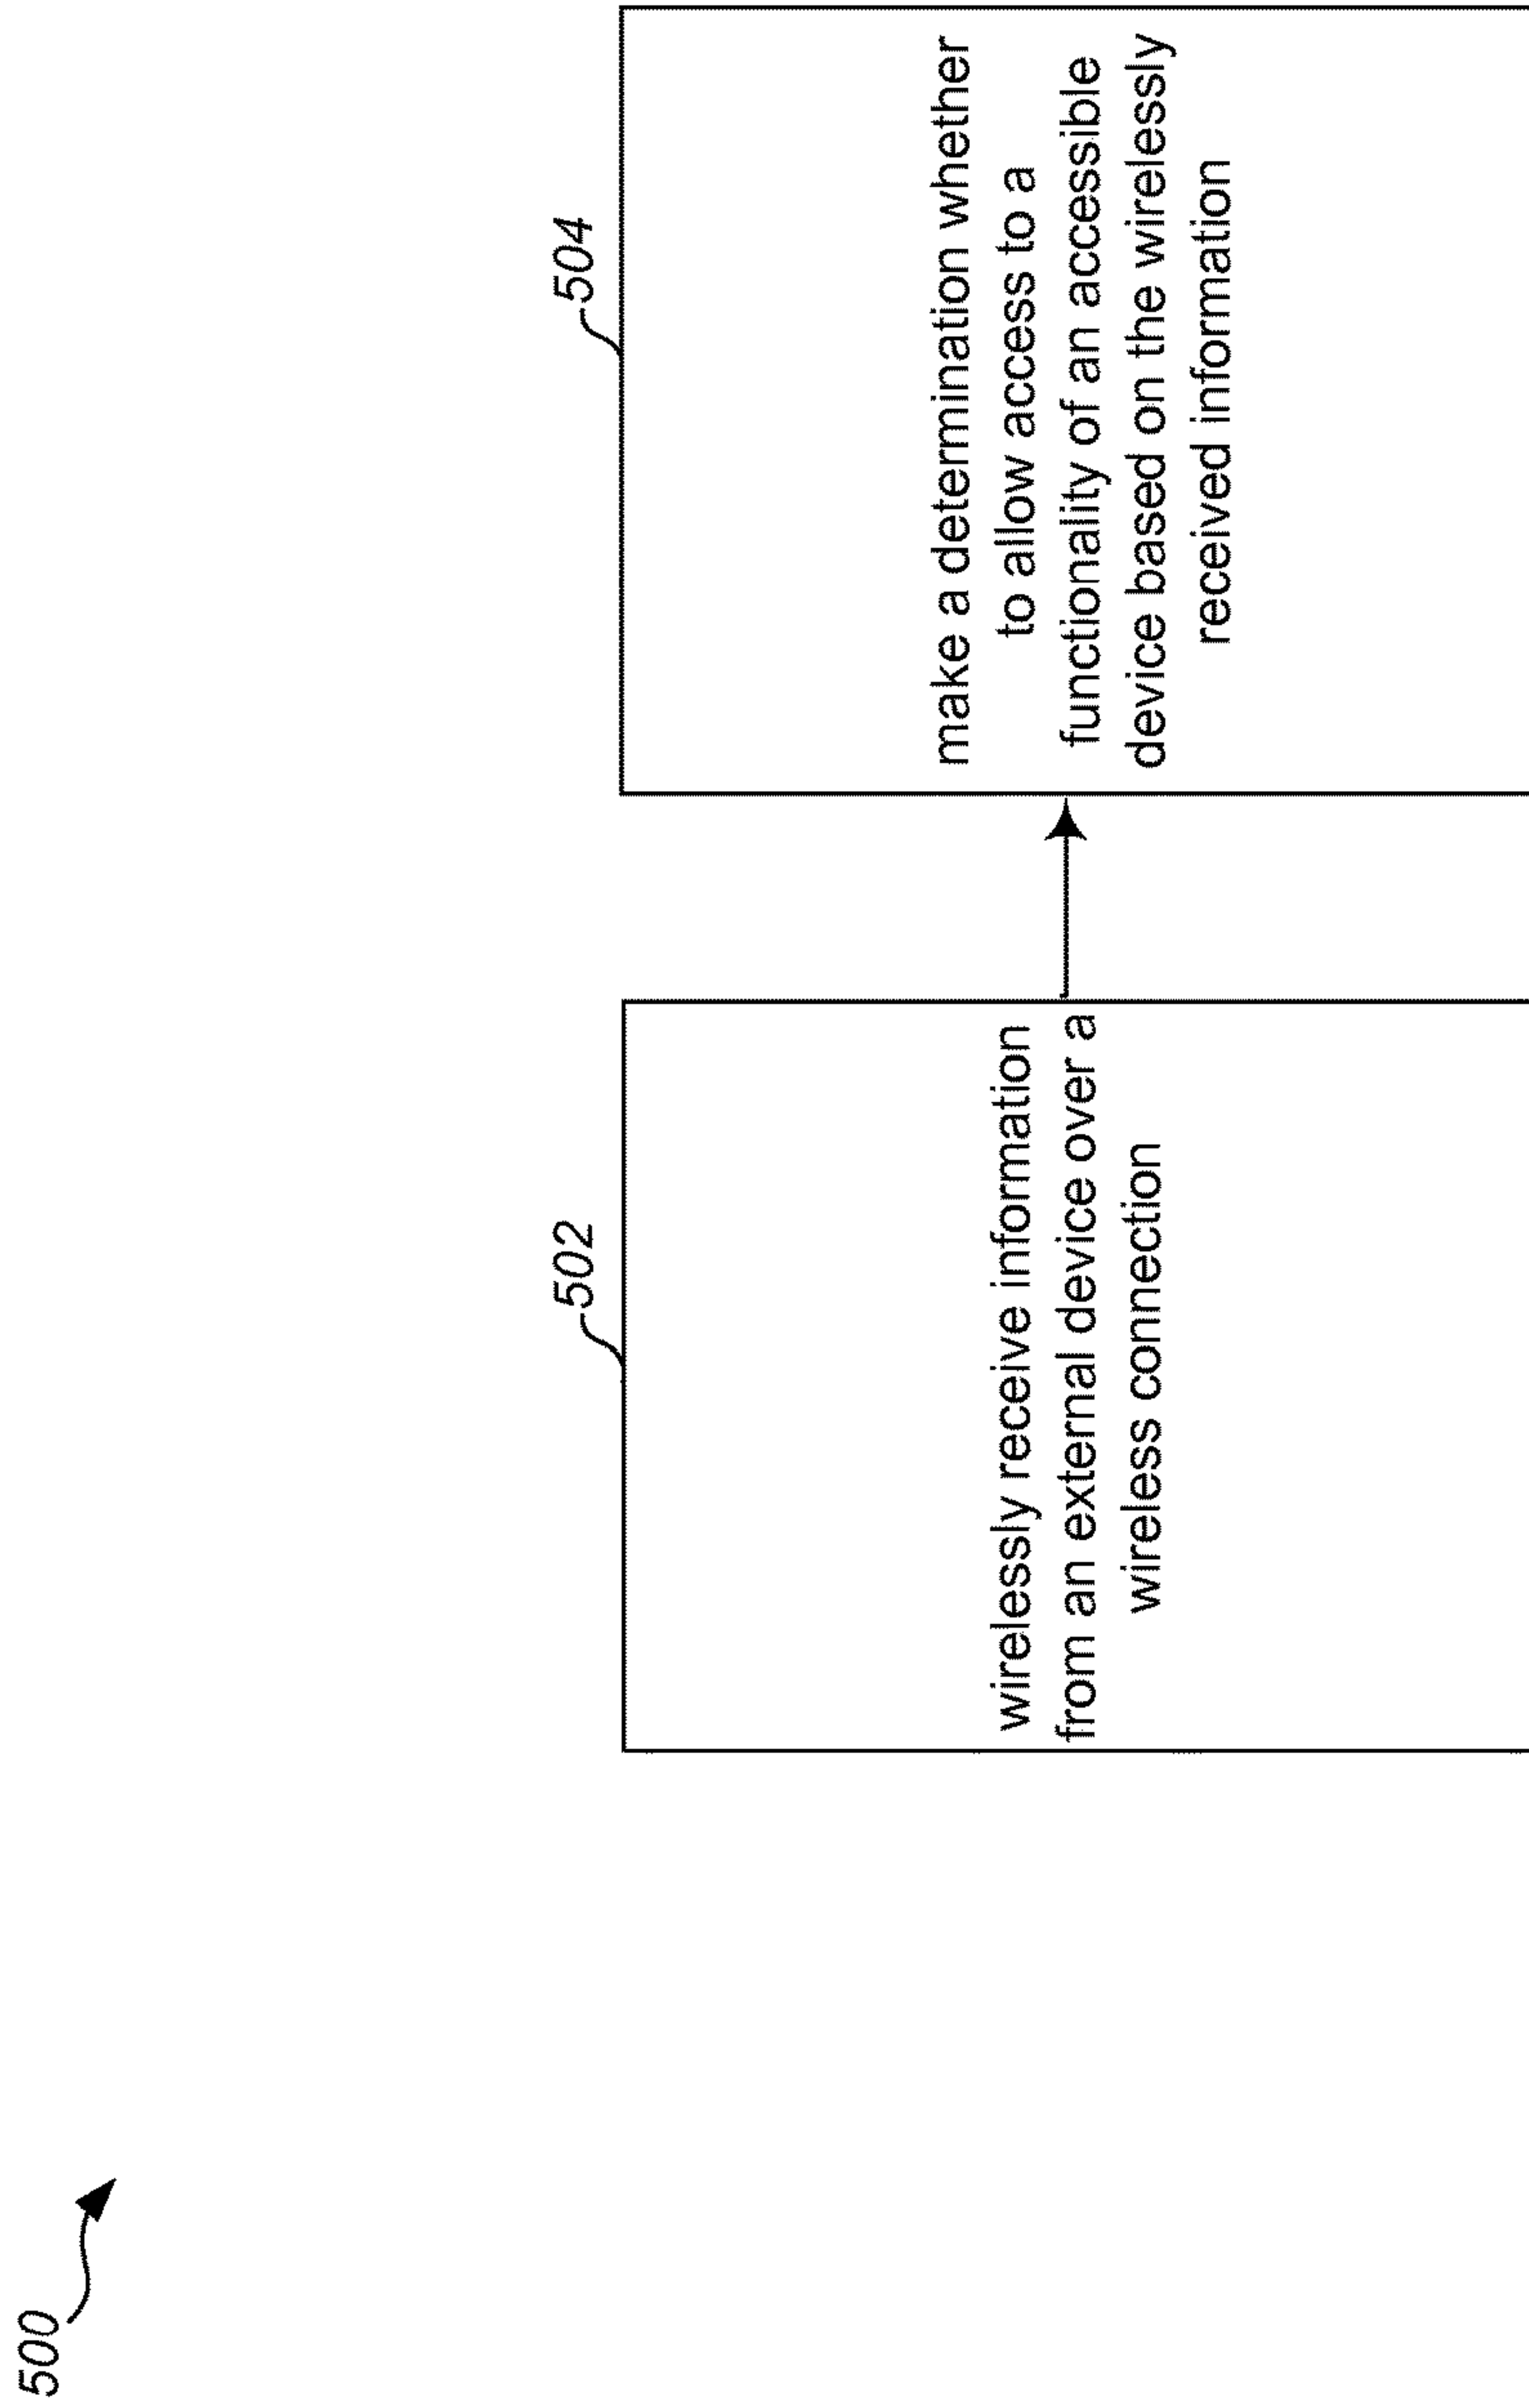 500
502
wirelessly receive information
from an external device over a
wireless connection
504
make a determination whether
to allow access to a
functionality of an accessible
device based on the wirelessly
received information